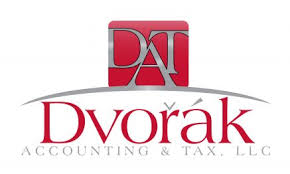 DAT
Dvořák
ACCOUNTING & TAX, LLC